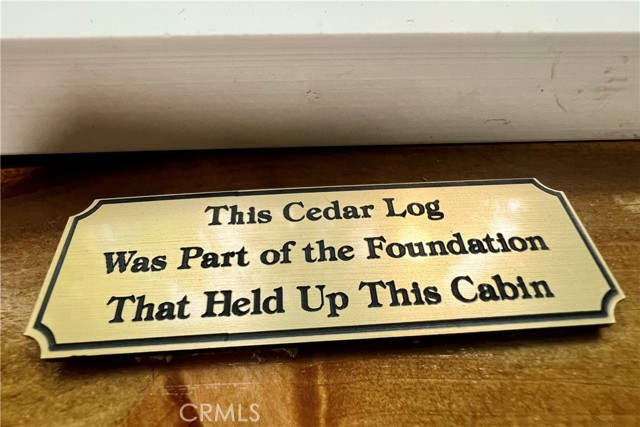 This Cedar Log
Was Part of the Foundation
That Held Up This Cabin
CRMLS